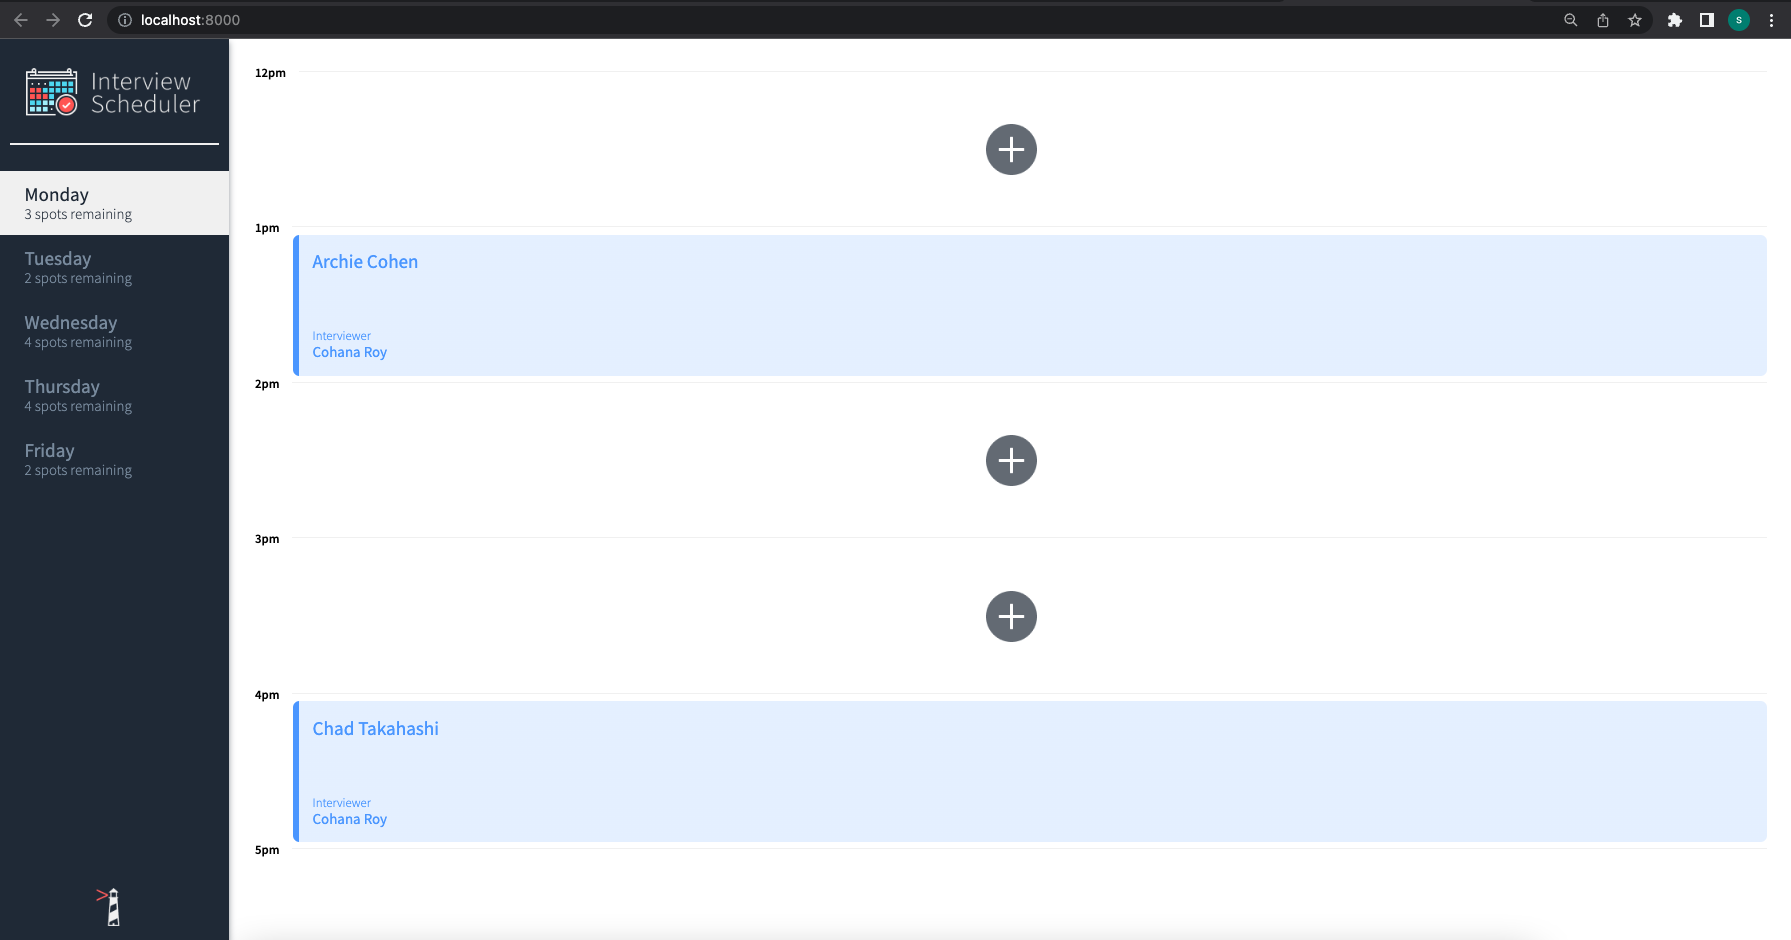 localhost:8000
S
Interview
Scheduler
Monday
3 spots remaining
Tuesday
2 spots remaining
Wednesday
4 spots remaining
Thursday
4 spots remaining
Friday
2 spots remaining
12pm
1pm
Archie Cohen
Interviewer
Cohana Roy
2pm
3pm
4pm
Chad Takahashi
Interviewer
Cohana Roy
5pm